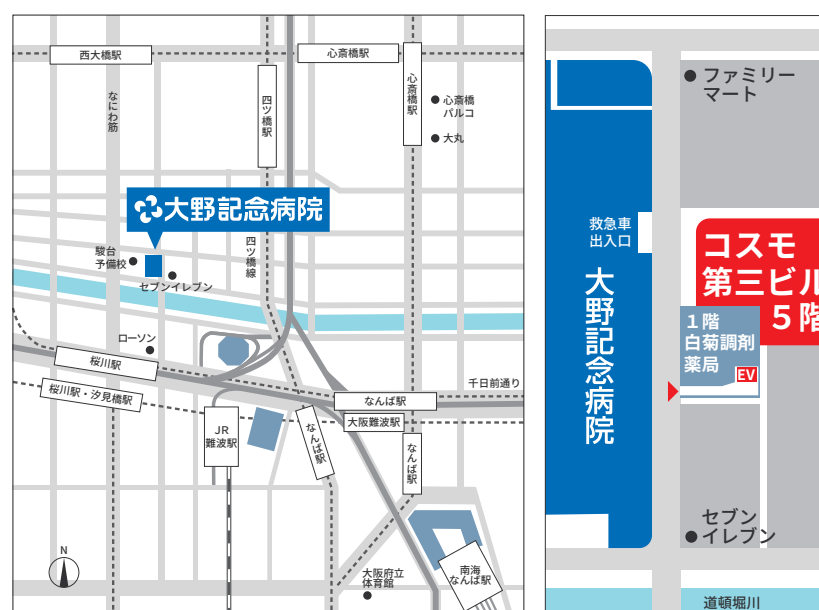 西大橋駅
心斎橋駅
なにわ筋
四ツ橋駅
心斎橋駅
心斎橋
パルコ
大丸
大野記念病院
四ツ橋線
駿台
予備校
セブンイレブン
ローソン
桜川駅
桜川駅・汐見橋駅
千日前通り
なんば駅
大阪難波駅
JR
難波駅
なんば駅
なんば駅
N
大阪府立
体育館
南海
なんば駅
ファミリー
マート
救急車
出入口
大野記念病院
コスモ
第三ビル
5階
1階
白菊調剤
薬局
EV
セブン
イレブン
道頓堀川